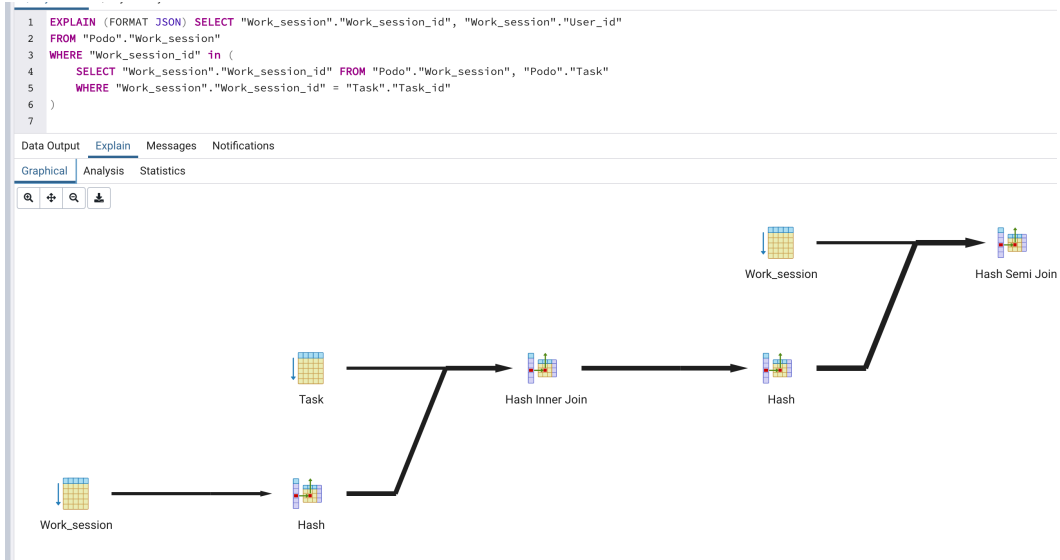 1 EXPLAIN (FORMAT JSON) SELECT "Work_session"."Work_session_id", "Work_session"."User_id"
2 FROM "Podo"."Work_session"
3 WHERE "Work_session_id" in (
4 SELECT "Work_session"."Work_session_id" FROM "Podo"."Work_session", "Podo"."Task"
5 WHERE "Work_session"."Work_session_id" = "Task"."Task_id"
6 )
7
Data Output Explain Messages Notifications
Graphical Analysis Statistics
Work_session Hash Semi Join
Task Hash Inner Join Hash
Work_session Hash